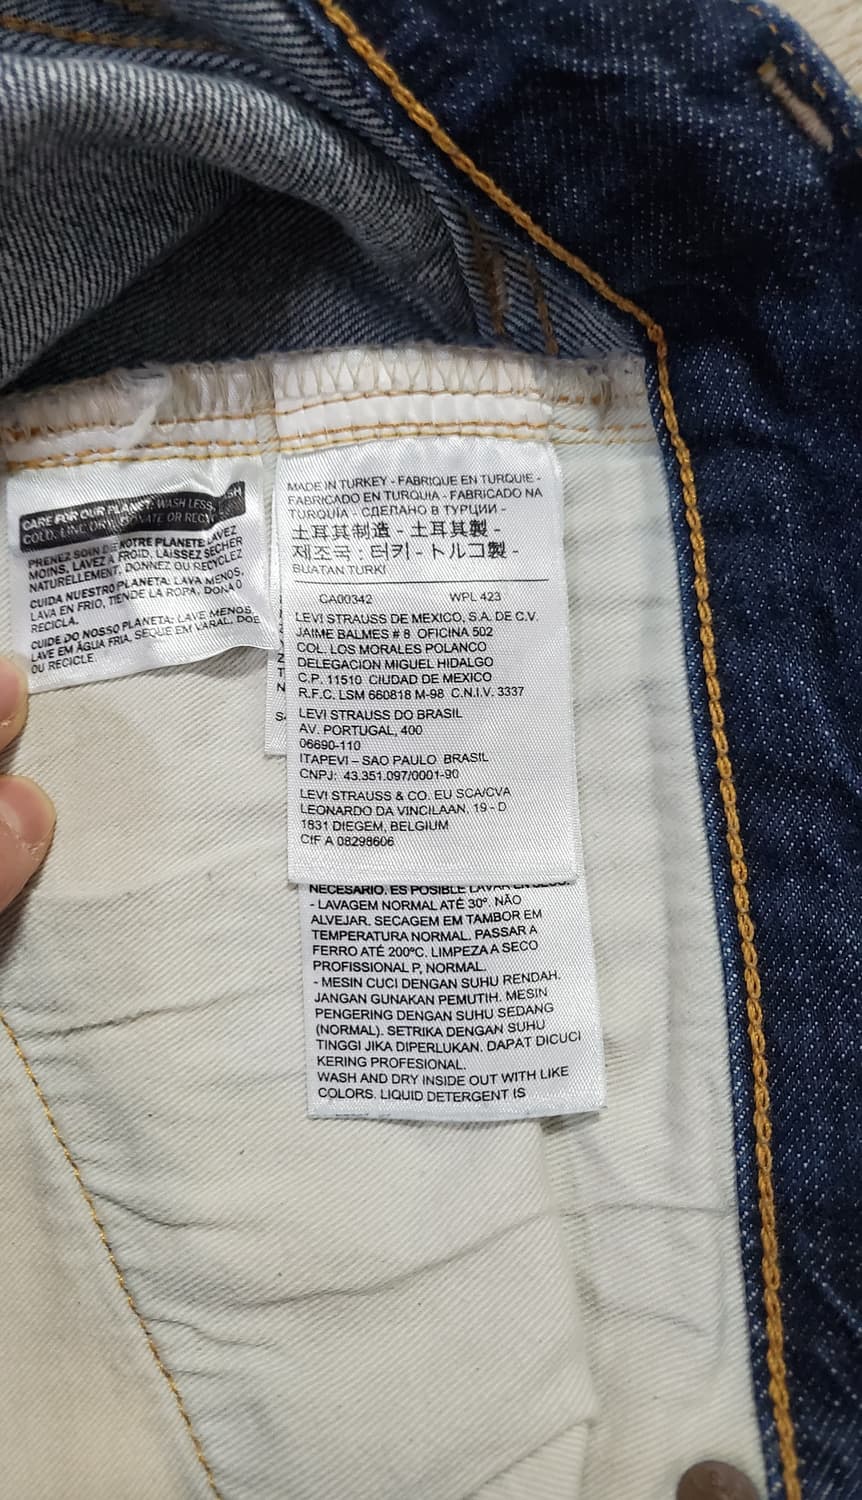 CARE FOR OUR PLANET: WASH LESS, WASH
COLD, LINE DRY, DONATE OR RECYCLE
PRENEZ SOIN DE NOTRE PLANETE: LAVEZ
MOINS, LAVEZ A FROID, LAISSEZ SÉCHER
NATURELLEMENT, DONNEZ OU RECYCLEZ
CUIDA NUESTRO PLANETA: LAVA MENOS,
LAVA EN FRIO, TIENDE LA ROPA, DONA O
RECICLA.
CUIDE DO NOSSO PLANETA: LAVE MENOS,
LAVE EM ÁGUA FRIA, SEQUE EM VARAL, DOE
OU RECICLE.
MADE IN TURKEY - FABRIQUE EN TURQUIE -
FABRICADO EN TURQUIA - FABRICADO NA
TURQUÍA - СДЕЛАНО В ТУРЦИИ -
土耳其制造 - 土耳其製 -
제조국 : 터키 - トルコ製 -
BUATAN TURKI
CA00342 WPL 423
LEVI STRAUSS DE MEXICO, S.A. DE C.V.
JAIME BALMES # 8 OFICINA 502
COL. LOS MORALES POLANCO
DELEGACION MIGUEL HIDALGO
C.P. 11510 CIUDAD DE MEXICO
R.F.C. LSM 660818 M-98 C.N.I.V. 3337
LEVI STRAUSS DO BRASIL
AV. PORTUGAL, 400
06690-110
ITAPEVI – SAO PAULO BRASIL
CNPJ: 43.351.097/0001-90
LEVI STRAUSS & CO. EU SCA/CVA
LEONARDO DA VINCILAAN, 19 - D
1831 DIEGEM, BELGIUM
CIF A 08298606
NECESARIO. ES POSIBLE LAVAR EN SECO.
- LAVAGEM NORMAL ATÉ 30º. NÃO
ALVEJAR. SECAGEM EM TAMBOR EM
TEMPERATURA NORMAL. PASSAR A
FERRO ATÉ 200ºC. LIMPEZA A SECO
PROFISSIONAL P, NORMAL.
- MESIN CUCI DENGAN SUHU RENDAH.
JANGAN GUNAKAN PEMUTIH. MESIN
PENGERING DENGAN SUHU SEDANG
(NORMAL). SETRIKA DENGAN SUHU
TINGGI JIKA DIPERLUKAN. DAPAT DICUCI
KERING PROFESIONAL.
WASH AND DRY INSIDE OUT WITH LIKE
COLORS. LIQUID DETERGENT IS